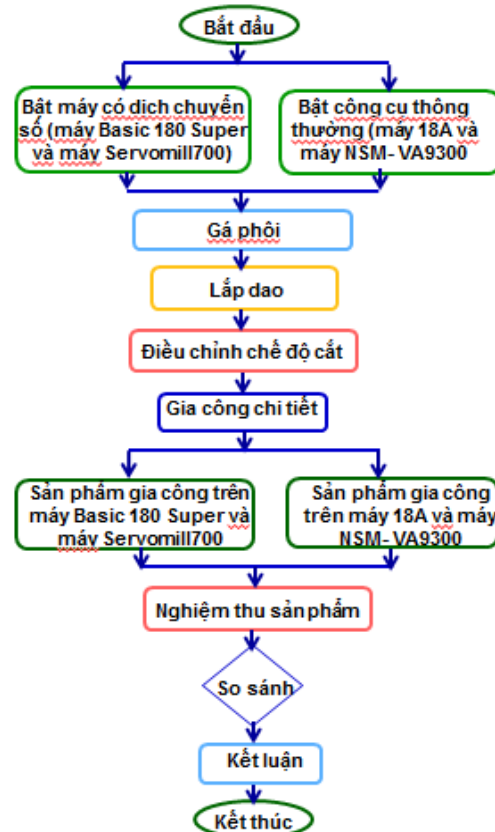 Bắt đầu
Bật máy có dịch chuyển
số (máy Basic 180 Super
và máy Servomill700)
Bật công cụ thông
thường (máy 18A và
máy NSM- VA9300
Gá phôi
Lắp dao
Điều chỉnh chế độ cắt
Gia công chi tiết
Sản phẩm gia công trên
máy Basic 180 Super và
máy Servomill700
Sản phẩm gia công
trên máy 18A và máy
NSM- VA9300
Nghiệm thu sản phẩm
So sánh
Kết luận
Kết thúc